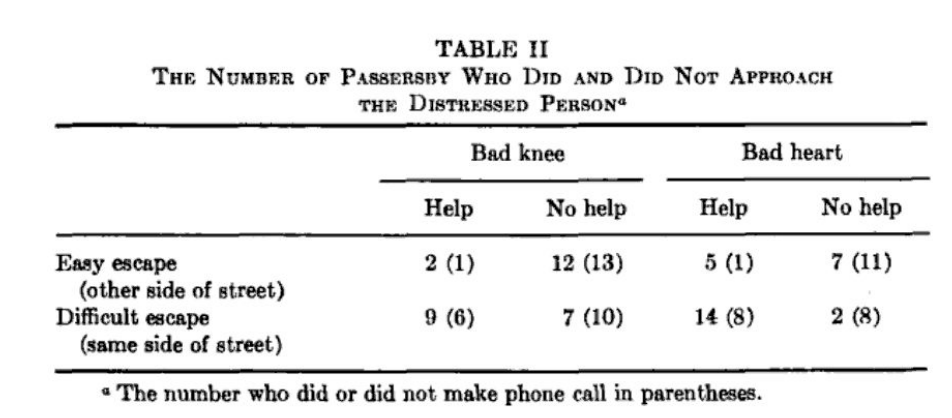 TABLE II
THE NUMBER OF PASSERSBY WHO DID AND DID NOT APPROACH
THE DISTRESSED PERSONᵃ
Bad knee Bad heart
Help No help Help No help
Easy escape 2 (1) 12 (13) 5 (1) 7 (11)
(other side of street)
Difficult escape 9 (6) 7 (10) 14 (8) 2 (8)
(same side of street)
ᵃ The number who did or did not make phone call in parentheses.